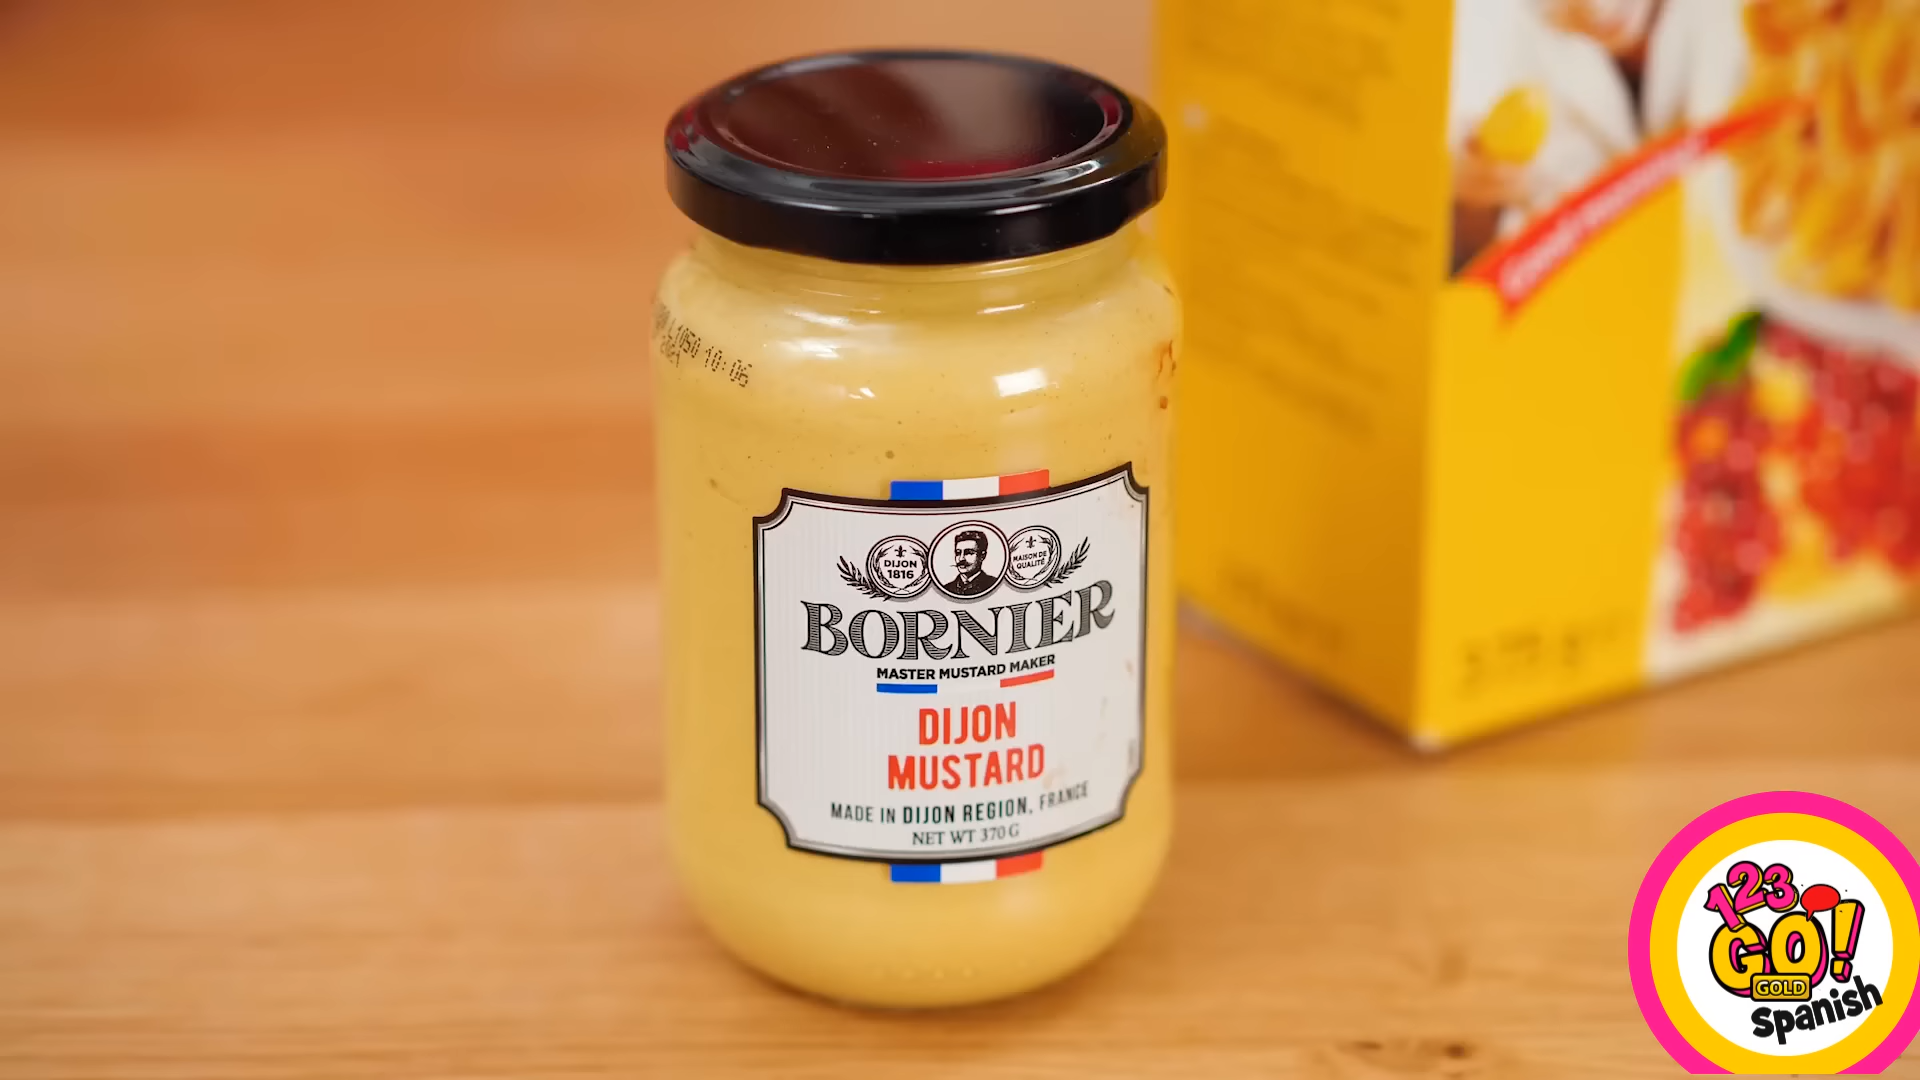 L1050 10:06
DIJON
1816
MAISON DE
QUALITÉ
BORNIER
MASTER MUSTARD MAKER
DIJON
MUSTARD
MADE IN DIJON REGION, FRANCE
NET WT 370 G
123
GO!
GOLD
Spanish